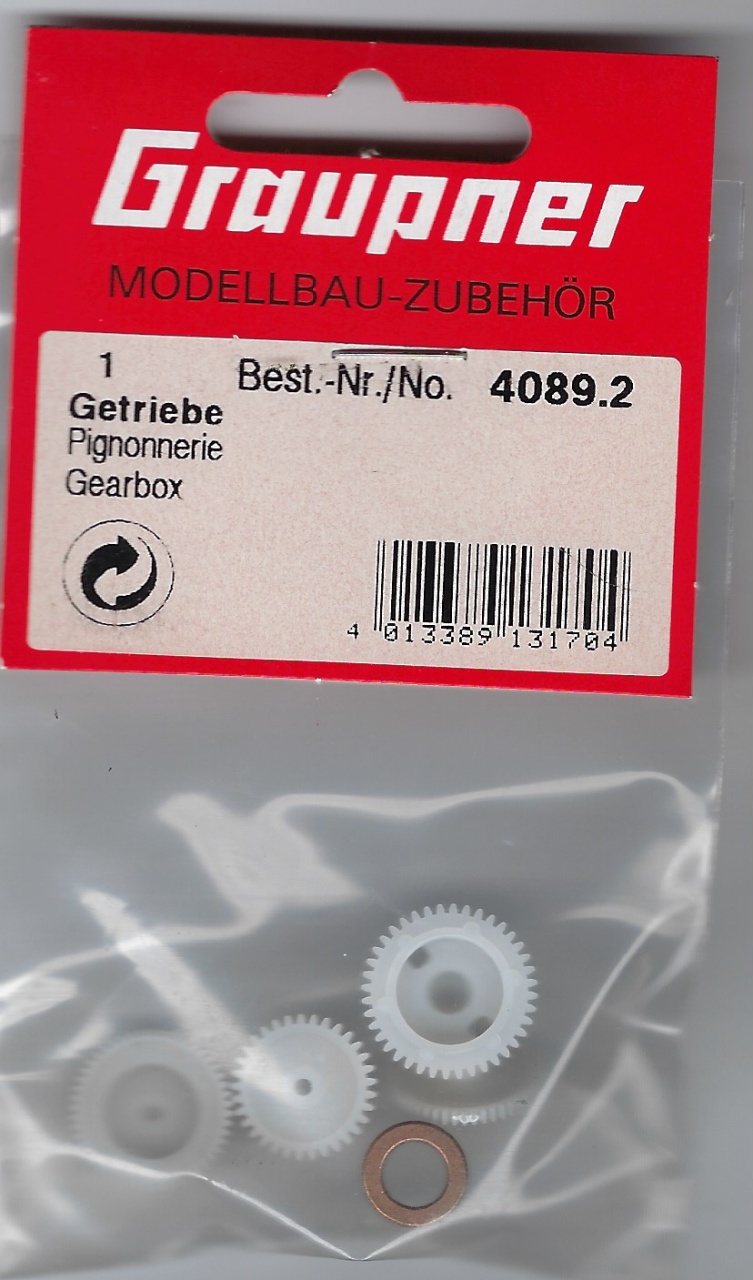 Graupner
MODELLBAU-ZUBEHÖR
1 Best.-Nr./No. 4089.2
Getriebe
Pignonnerie
Gearbox
4 013389 131704